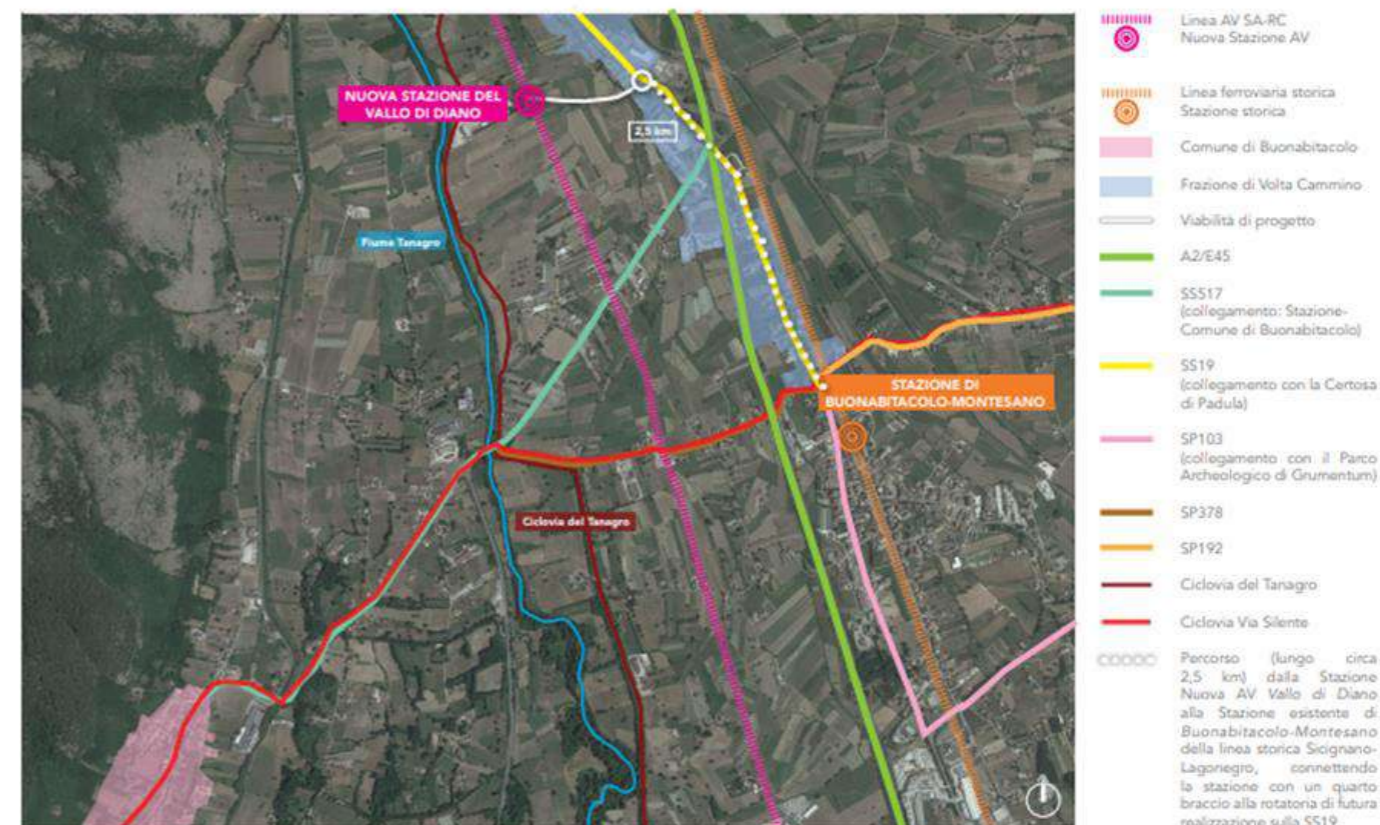 NUOVA STAZIONE DEL
VALLO DI DIANO
2,5 km
Fiume Tanagro
STAZIONE DI
BUONABITACOLO-MONTESANO
Ciclovia del Tanagro
Linea AV SA-RC
Nuova Stazione AV
Linea ferroviaria storica
Stazione storica
Comune di Buonabitacolo
Frazione di Volta Cammino
Viabilità di progetto
A2/E45
SS517
(collegamento: Stazione-
Comune di Buonabitacolo)
SS19
(collegamento con la Certosa
di Padula)
SP103
(collegamento con il Parco
Archeologico di Grumentum)
SP378
SP192
Ciclovia del Tanagro
Ciclovia Via Silente
Percorso (lungo circa
2,5 km) dalla Stazione
Nuova AV Vallo di Diano
alla Stazione esistente di
Buonabitacolo-Montesano
della linea storica Sicignano-
Lagonegro, connettendo
la stazione con un quarto
braccio alla rotatoria di futura
realizzazione sulla SS19